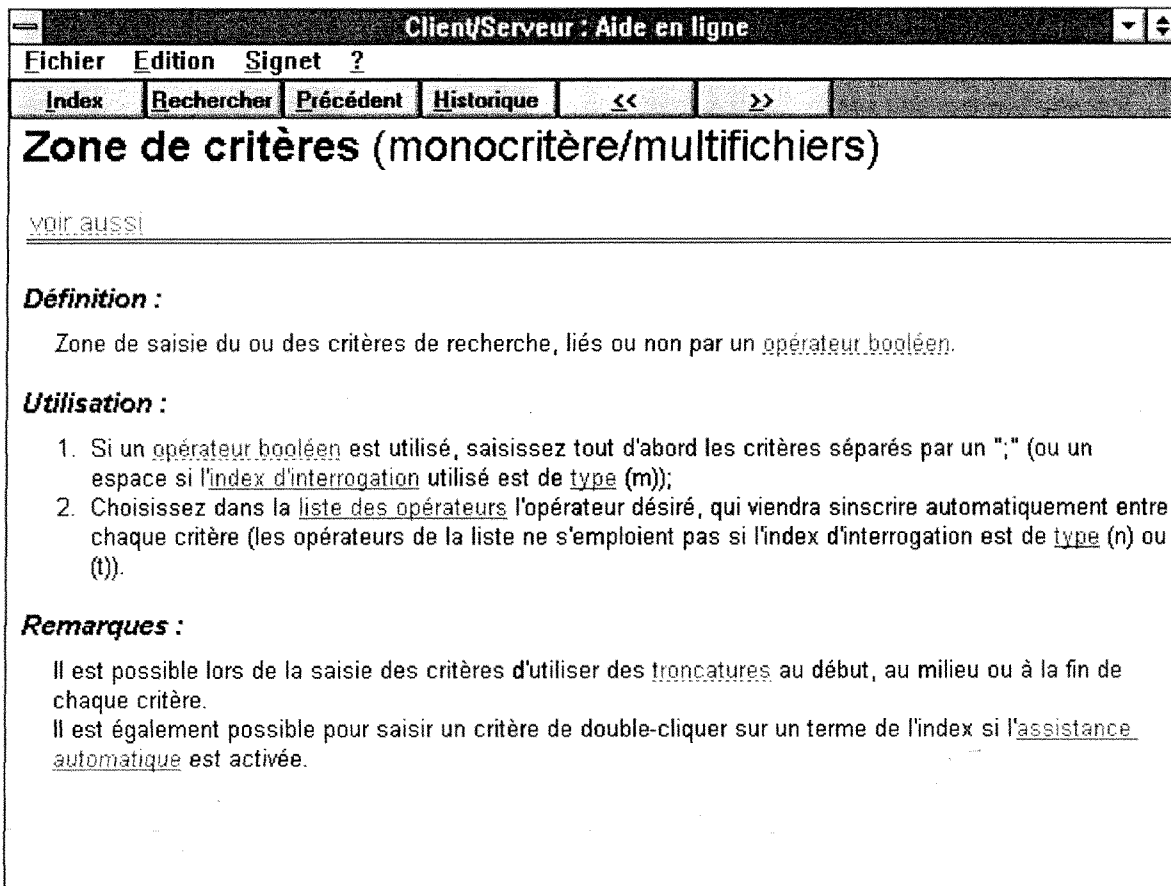 Client/Serveur : Aide en ligne
Fichier Edition Signet ?
Index Rechercher Précédent Historique << >>
Zone de critères (monocritère/multifichiers)
voir aussi
Définition :
Zone de saisie du ou des critères de recherche, liés ou non par un opérateur booléen.
Utilisation :
1. Si un opérateur booléen est utilisé, saisissez tout d'abord les critères séparés par un ";" (ou un
espace si l'index d'interrogation utilisé est de type (m));
2. Choisissez dans la liste des opérateurs l'opérateur désiré, qui viendra sinscrire automatiquement entre
chaque critère (les opérateurs de la liste ne s'emploient pas si l'index d'interrogation est de type (n) ou
(t)).
Remarques :
Il est possible lors de la saisie des critères d'utiliser des troncatures au début, au milieu ou à la fin de
chaque critère.
Il est également possible pour saisir un critère de double-cliquer sur un terme de l'index si l'assistance
automatique est activée.